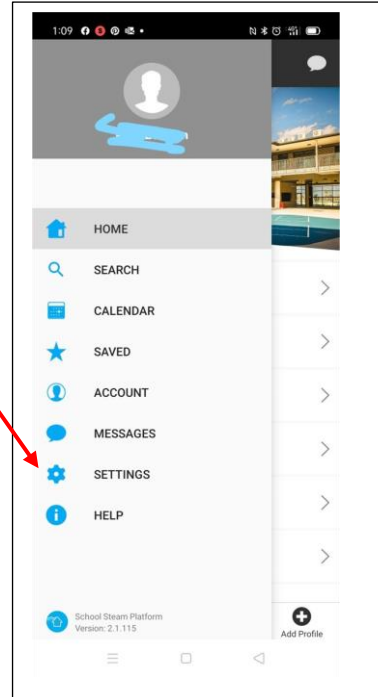 1:09
HOME
SEARCH
CALENDAR
SAVED
ACCOUNT
MESSAGES
SETTINGS
HELP
School Steam Platform
Version: 2.1.115
Add Profile